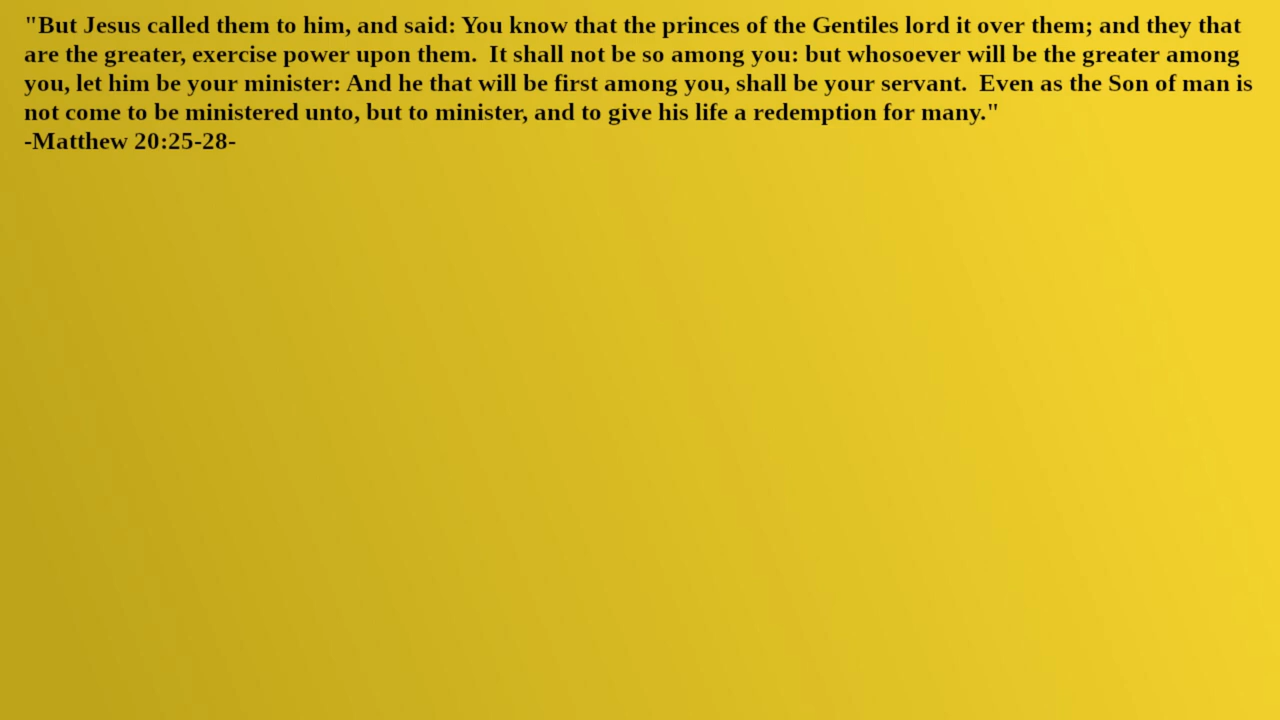 "But Jesus called them to him, and said: You know that the princes of the Gentiles lord it over them; and they that
are the greater, exercise power upon them.  It shall not be so among you: but whosoever will be the greater among
you, let him be your minister: And he that will be first among you, shall be your servant.  Even as the Son of man is
not come to be ministered unto, but to minister, and to give his life a redemption for many."
-Matthew 20:25-28-